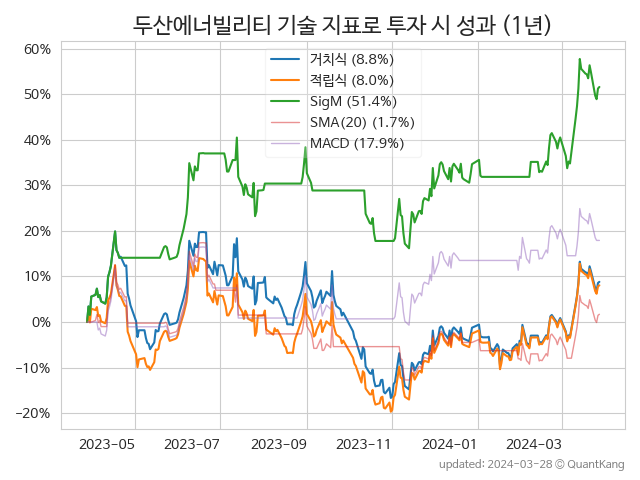 두산에너빌리티 기술 지표로 투자 시 성과 (1년)
거치식 (8.8%)
적립식 (8.0%)
SigM (51.4%)
SMA(20) (1.7%)
MACD (17.9%)
60%
50%
40%
30%
20%
10%
0%
−10%
−20%
2023-05 2023-07 2023-09 2023-11 2024-01 2024-03
updated: 2024-03-28 © QuantKang